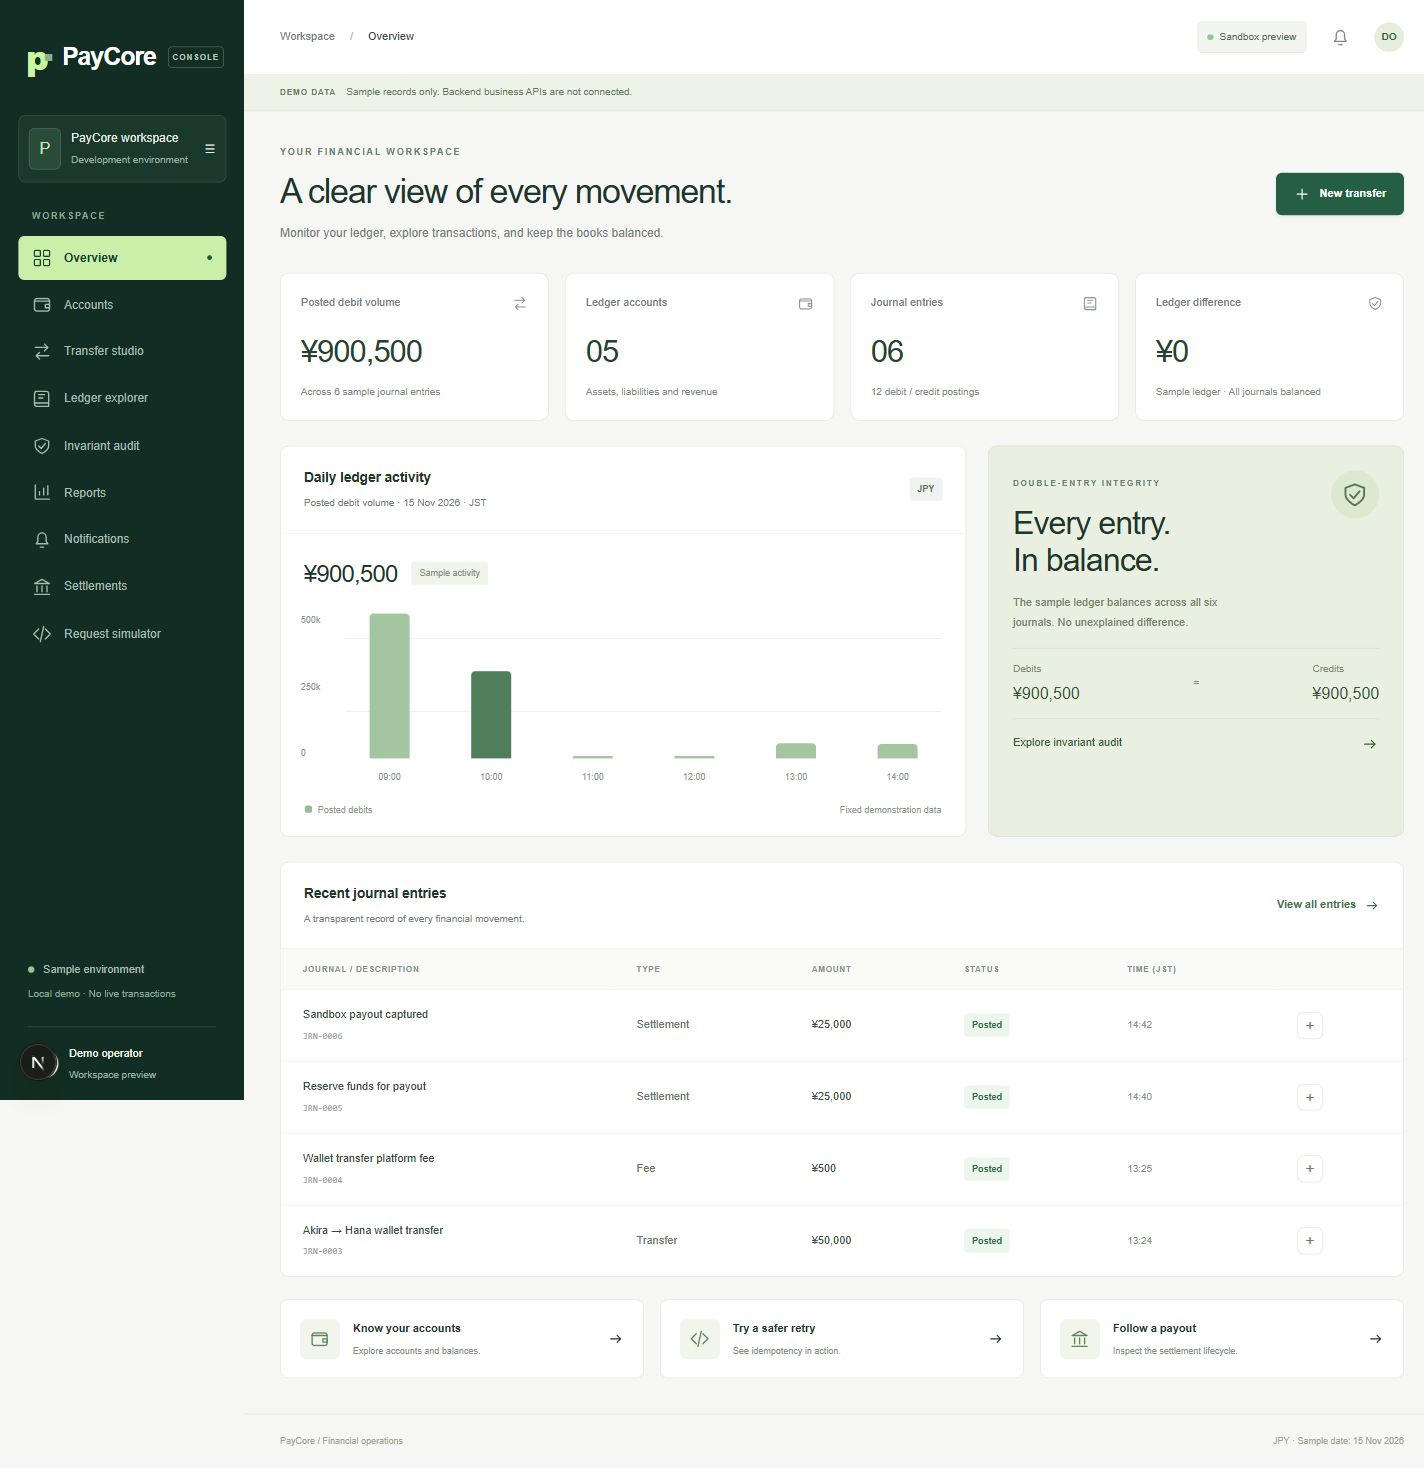 PayCore CONSOLE
P PayCore workspace
Development environment
WORKSPACE
Overview
Accounts
Transfer studio
Ledger explorer
Invariant audit
Reports
Notifications
Settlements
Request simulator
Sample environment
Local demo · No live transactions
N Demo operator
Workspace preview
Workspace / Overview
Sandbox preview
DO
DEMO DATA Sample records only. Backend business APIs are not connected.
YOUR FINANCIAL WORKSPACE
A clear view of every movement.
Monitor your ledger, explore transactions, and keep the books balanced.
+ New transfer
Posted debit volume
¥900,500
Across 6 sample journal entries
Ledger accounts
05
Assets, liabilities and revenue
Journal entries
06
12 debit / credit postings
Ledger difference
¥0
Sample ledger · All journals balanced
Daily ledger activity
Posted debit volume · 15 Nov 2026 · JST
JPY
¥900,500 Sample activity
500k
250k
0
09:00 10:00 11:00 12:00 13:00 14:00
Posted debits
Fixed demonstration data
DOUBLE-ENTRY INTEGRITY
Every entry.
In balance.
The sample ledger balances across all six
journals. No unexplained difference.
Debits
¥900,500
=
Credits
¥900,500
Explore invariant audit →
Recent journal entries
A transparent record of every financial movement.
View all entries →
JOURNAL / DESCRIPTION TYPE AMOUNT STATUS TIME (JST)
Sandbox payout captured
JRN-0006
Settlement ¥25,000 Posted 14:42 +
Reserve funds for payout
JRN-0005
Settlement ¥25,000 Posted 14:40 +
Wallet transfer platform fee
JRN-0004
Fee ¥500 Posted 13:25 +
Akira → Hana wallet transfer
JRN-0003
Transfer ¥50,000 Posted 13:24 +
Know your accounts
Explore accounts and balances.
→
Try a safer retry
See idempotency in action.
→
Follow a payout
Inspect the settlement lifecycle.
→
PayCore / Financial operations
JPY · Sample date: 15 Nov 2026